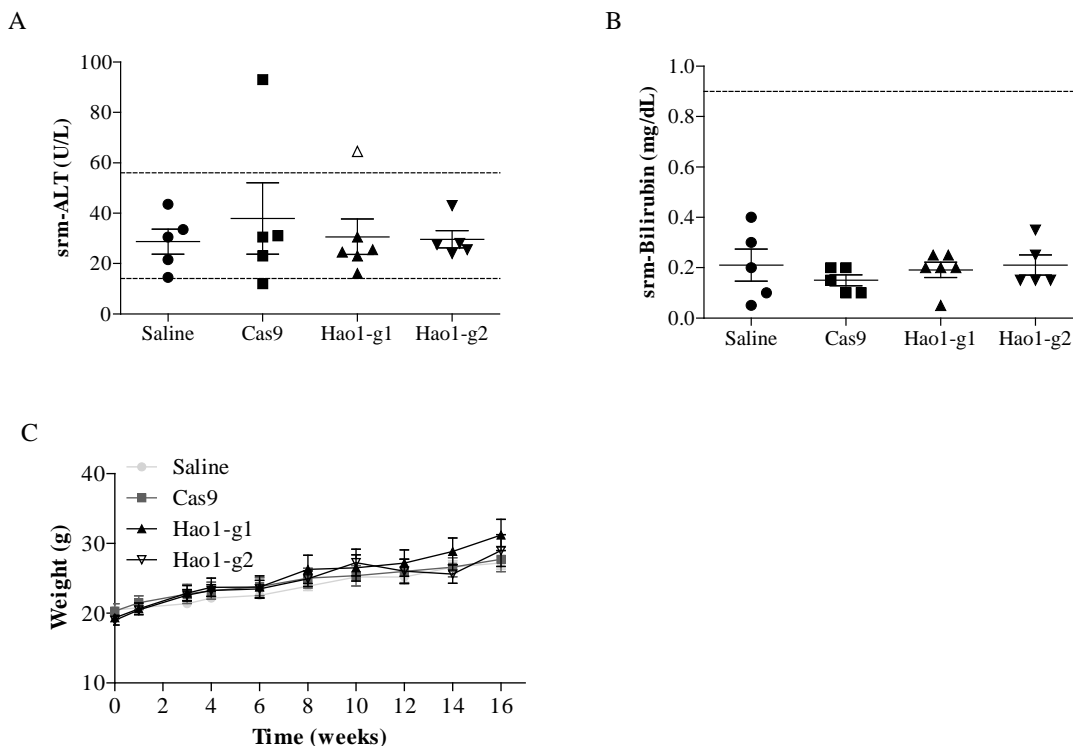 A
srm-ALT (U/L)
100
80
60
40
20
0
Saline Cas9 Hao1-g1 Hao1-g2
B
srm-Bilirubin (mg/dL)
1.0
0.8
0.6
0.4
0.2
0.0
Saline Cas9 Hao1-g1 Hao1-g2
C
Saline
Cas9
Hao1-g1
Hao1-g2
Weight (g)
40
30
20
10
0 2 4 6 8 10 12 14 16
Time (weeks)